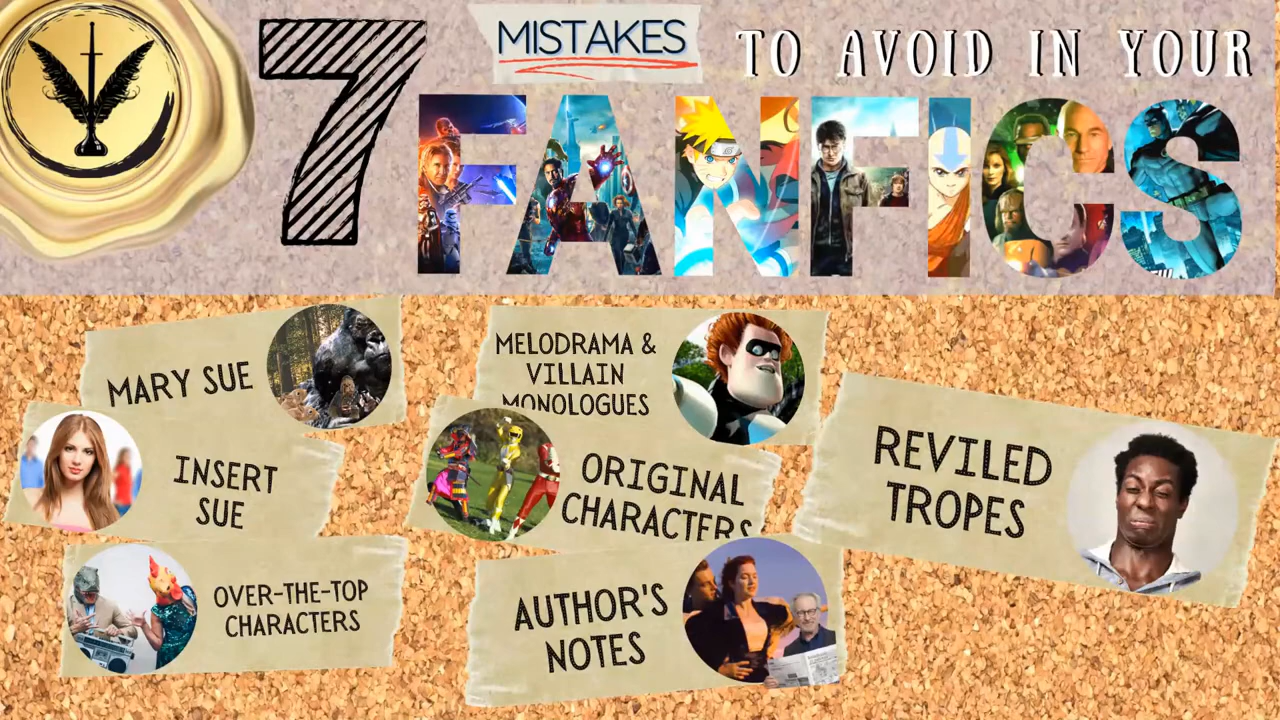 7
MISTAKES
TO AVOID IN YOUR
FANFICS
MARY SUE
INSERT
SUE
OVER-THE-TOP
CHARACTERS
MELODRAMA &
VILLAIN
MONOLOGUES
ORIGINAL
CHARACTERS
AUTHOR'S
NOTES
REVILED
TROPES